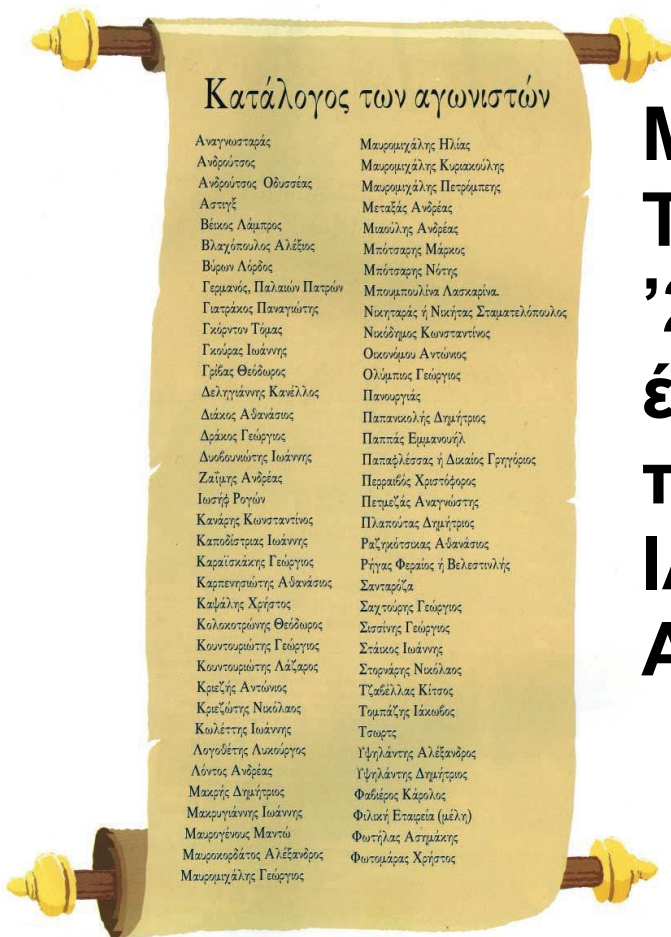 Κατάλογος των αγωνιστών
Αναγνωσταράς
Ανδρούτσος
Ανδρούτσος Οδυσσέας
Αστιγξ
Βέικος Λάμπρος
Βλαχόπουλος Αλέξιος
Βύρων Λόρδος
Γερμανός, Παλαιών Πατρών
Γιατράκος Παναγιώτης
Γκόρντον Τόμας
Γκούρας Ιωάννης
Γρίβας Θεόδωρος
Δεληγιάννης Κανέλλος
Διάκος Αθανάσιος
Δράκος Γεώργιος
Δυοβουνιώτης Ιωάννης
Ζαΐμης Ανδρέας
Ιωσήφ Ρογών
Κανάρης Κωνσταντίνος
Καποδίστριας Ιωάννης
Καραϊσκάκης Γεώργιος
Καρπενησιώτης Αθανάσιος
Καψάλης Χρήστος
Κολοκοτρώνης Θεόδωρος
Κουντουριώτης Γεώργιος
Κουντουριώτης Λάζαρος
Κριεζής Αντώνιος
Κριεζώτης Νικόλαος
Κωλέττης Ιωάννης
Λογοθέτης Λυκούργος
Λόντος Ανδρέας
Μακρής Δημήτριος
Μακρυγιάννης Ιωάννης
Μαυρογένους Μαντώ
Μαυροκορδάτος Αλέξανδρος
Μαυρομιχάλης Γεώργιος
Μαυρομιχάλης Ηλίας
Μαυρομιχάλης Κυριακούλης
Μαυρομιχάλης Πετρόμπεης
Μεταξάς Ανδρέας
Μιαούλης Ανδρέας
Μπότσαρης Μάρκος
Μπότσαρης Νότης
Μπουμπουλίνα Λασκαρίνα.
Νικηταράς ή Νικήτας Σταματελόπουλος
Νικόδημος Κωνσταντίνος
Οικονόμου Αντώνιος
Ολύμπιος Γεώργιος
Πανουργιάς
Παπανικολής Δημήτριος
Παππάς Εμμανουήλ
Παπαφλέσσας ή Δικαίος Γρηγόριος
Περραιβός Χριστόφορος
Πετμεζάς Αναγνώστης
Πλαπούτας Δημήτριος
Ραζηκότσικας Αθανάσιος
Ρήγας Φεραίος ή Βελεστινλής
Σανταρόζα
Σαχτούρης Γεώργιος
Σισσίνης Γεώργιος
Στάικος Ιωάννης
Στορνάρης Νικόλαος
Τζαβέλλας Κίτσος
Τομπάζης Ιάκωβος
Τσωρτς
Υψηλάντης Αλέξανδρος
Υψηλάντης Δημήτριος
Φαβιέρος Κάρολος
Φιλική Εταιρεία (μέλη)
Φωτήλας Ασημάκης
Φωτομάρας Χρήστος